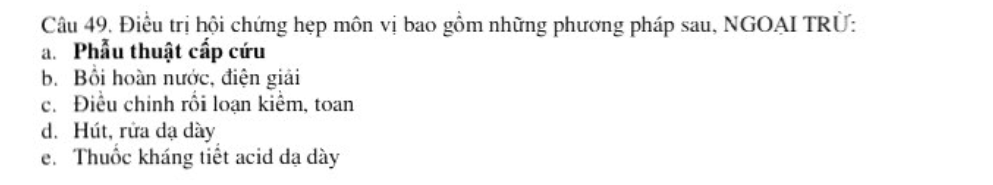 Câu 49. Điều trị hội chứng hẹp môn vị bao gồm những phương pháp sau, NGOẠI TRỪ:
a. Phẫu thuật cấp cứu
b. Bồi hoàn nước, điện giải
c. Điều chỉnh rối loạn kiềm, toan
d. Hút, rửa dạ dày
e. Thuốc kháng tiết acid dạ dày